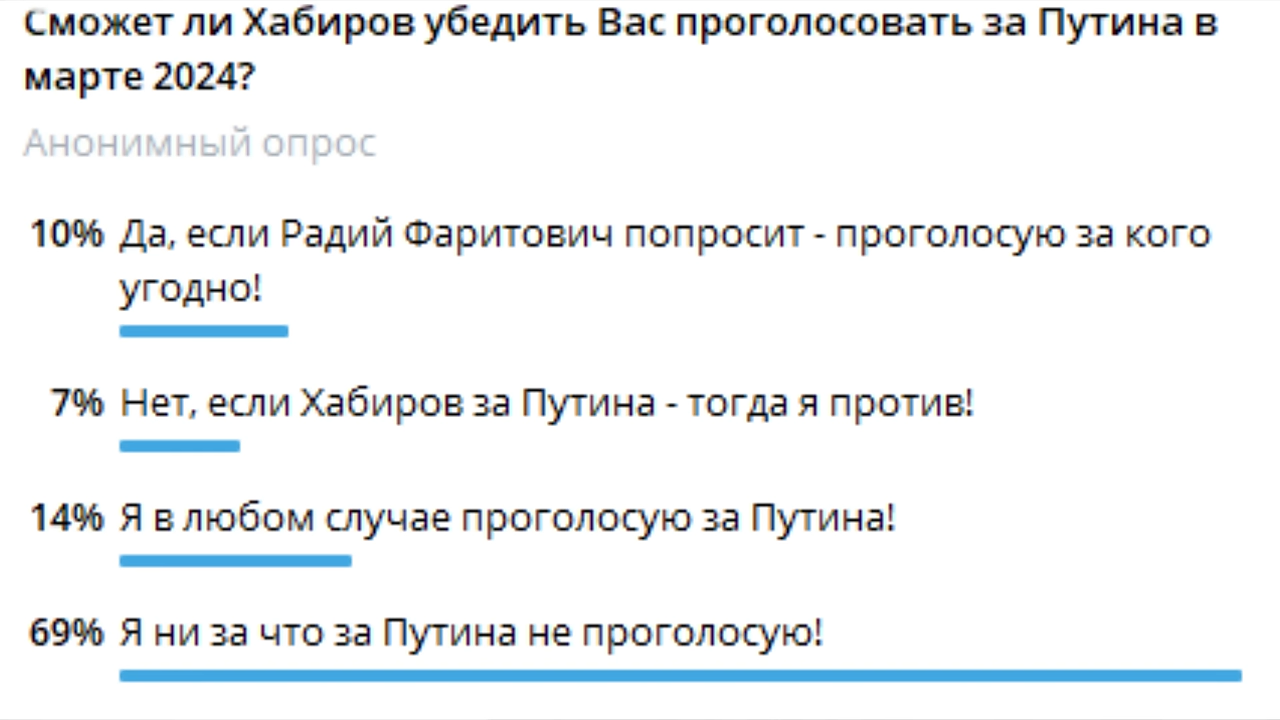 Сможет ли Хабиров убедить Вас проголосовать за Путина в
марте 2024?
Анонимный опрос
10% Да, если Радий Фаритович попросит - проголосую за кого
угодно!
7% Нет, если Хабиров за Путина - тогда я против!
14% Я в любом случае проголосую за Путина!
69% Я ни за что за Путина не проголосую!